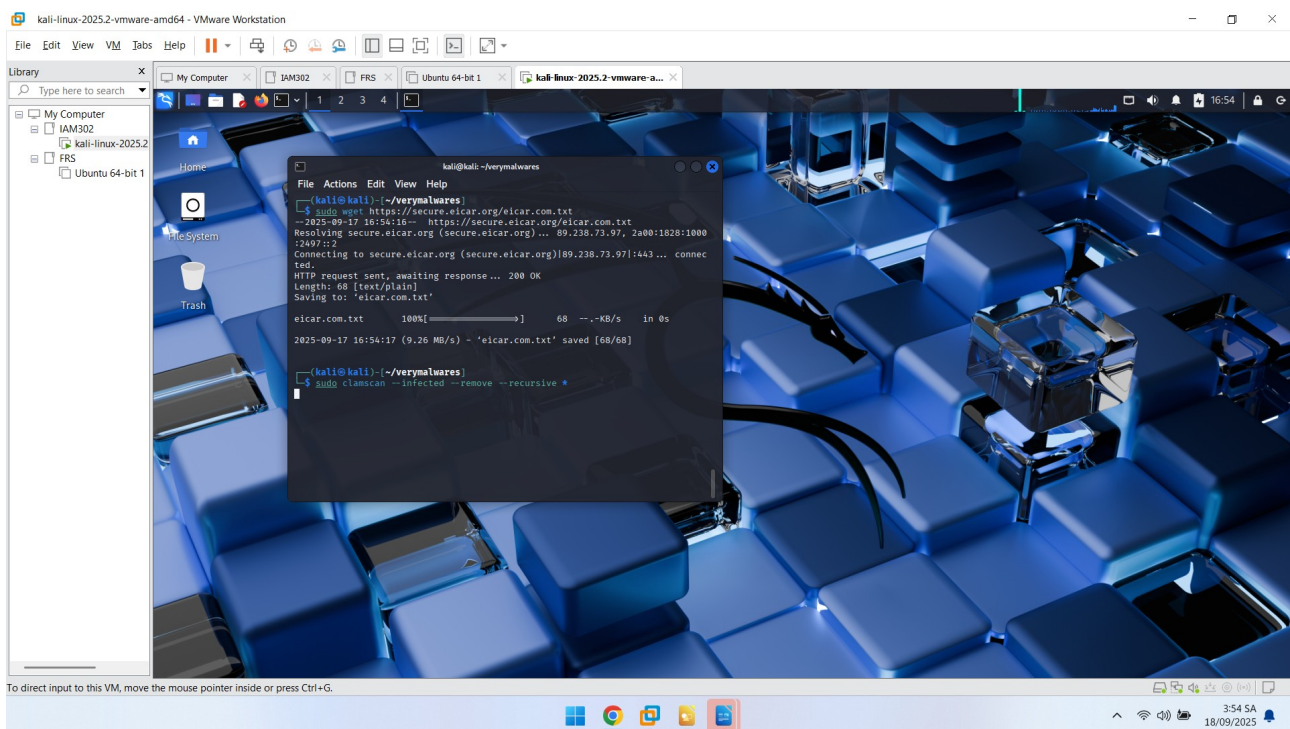 kali-linux-2025.2-vmware-amd64 - VMware Workstation
File Edit View VM Tabs Help
Library X
Type here to search
My Computer
IAM302
kali-linux-2025.2
FRS
Ubuntu 64-bit 1
My Computer IAM302 FRS Ubuntu 64-bit 1 kali-linux-2025.2-vmware-a...
1 2 3 4 16:54
Home
File System
Trash
kali@kali: ~/verymalwares
File Actions Edit View Help
┌──(kali㉿kali)-[~/verymalwares]
└─$ sudo wget https://secure.eicar.org/eicar.com.txt
--2025-09-17 16:54:16-- https://secure.eicar.org/eicar.com.txt
Resolving secure.eicar.org (secure.eicar.org)... 89.238.73.97, 2a00:1828:1000
:2497::2
Connecting to secure.eicar.org (secure.eicar.org)|89.238.73.97|:443... connec
ted.
HTTP request sent, awaiting response... 200 OK
Length: 68 [text/plain]
Saving to: ‘eicar.com.txt’
eicar.com.txt 100%[===================>] 68 --.-KB/s in 0s
2025-09-17 16:54:17 (9.26 MB/s) - ‘eicar.com.txt’ saved [68/68]
┌──(kali㉿kali)-[~/verymalwares]
└─$ sudo clamscan --infected --remove --recursive *
To direct input to this VM, move the mouse pointer inside or press Ctrl+G.
3:54 SA
18/09/2025